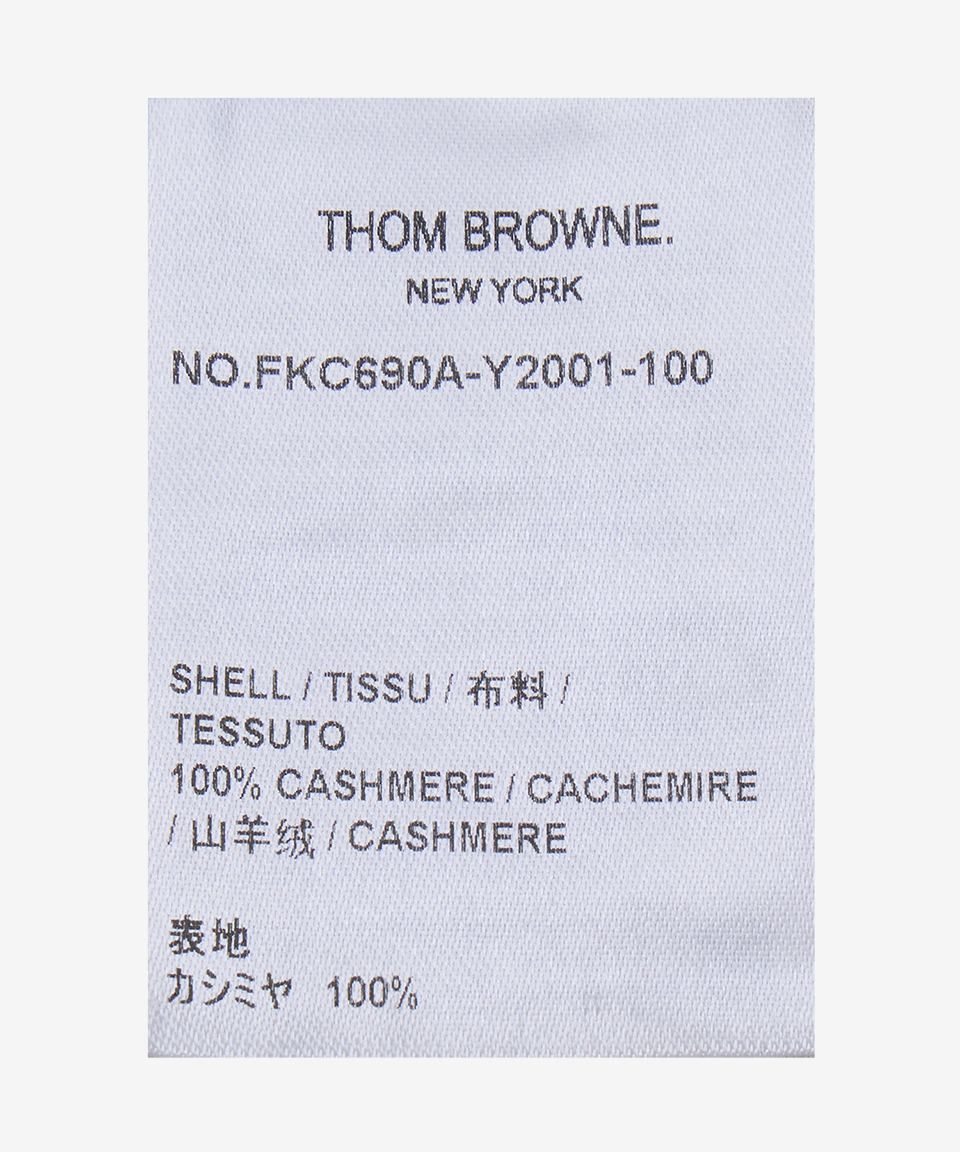 THOM BROWNE.
NEW YORK
NO.FKC690A-Y2001-100
SHELL / TISSU / 布料 /
TESSUTO
100% CASHMERE / CACHEMIRE
/ 山羊绒 / CASHMERE
表地
カシミヤ 100%